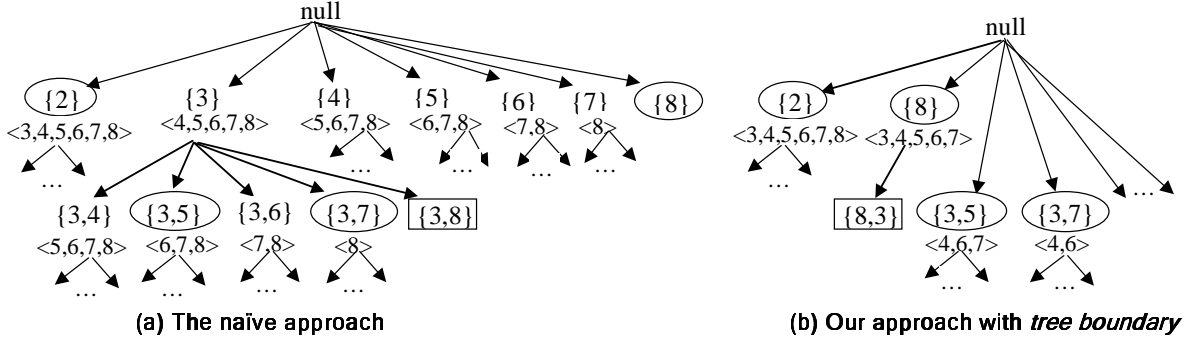 null
{2} {3} {4} {5} {6} {7} {8}
<3,4,5,6,7,8> <4,5,6,7,8> <5,6,7,8> <6,7,8> <7,8> <8>
... ... ... ... ...
{3,4} {3,5} {3,6} {3,7} {3,8}
<5,6,7,8> <6,7,8> <7,8> <8>
... ... ... ...
(a) The naïve approach
null
{2} {8}
<3,4,5,6,7,8> <3,4,5,6,7>
... ...
{8,3} {3,5} {3,7}
<4,6,7> <4,6>
... ...
(b) Our approach with tree boundary